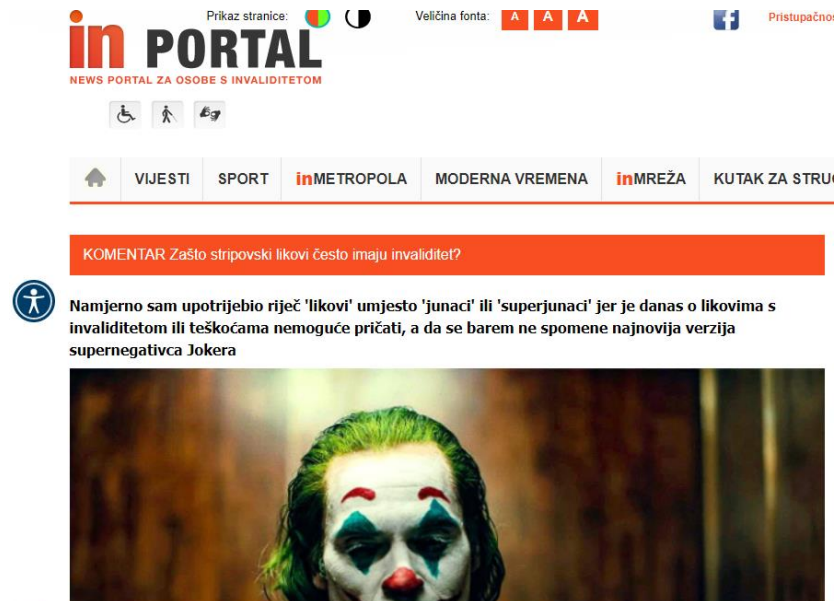 Prikaz stranice:
Veličina fonta: A A A
in PORTAL
NEWS PORTAL ZA OSOBE S INVALIDITETOM
VIJESTI SPORT inMETROPOLA MODERNA VREMENA inMREŽA KUTAK ZA
KOMENTAR Zašto stripovski likovi često imaju invaliditet?
Namjerno sam upotrijebio riječ 'likovi' umjesto 'junaci' ili 'superjunaci' jer je danas o likovima s
invaliditetom ili teškoćama nemoguće pričati, a da se barem ne spomene najnovija verzija
supernegativca Jokera